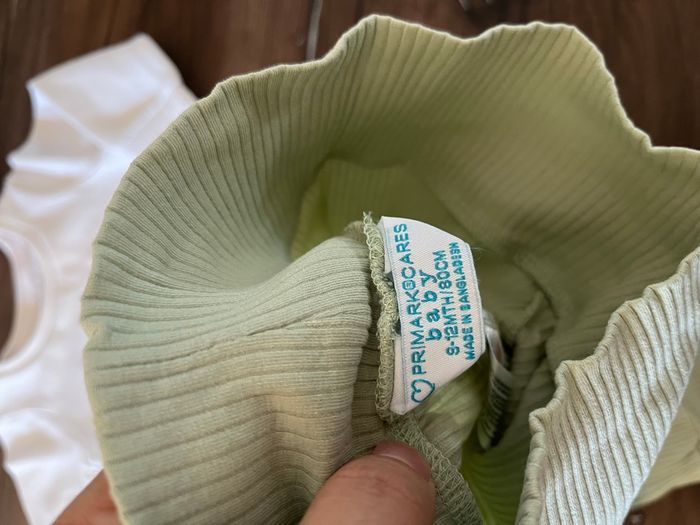 PRIMARK®CARES
baby
9-12MTH/80CM
MADE IN BANGLADESH